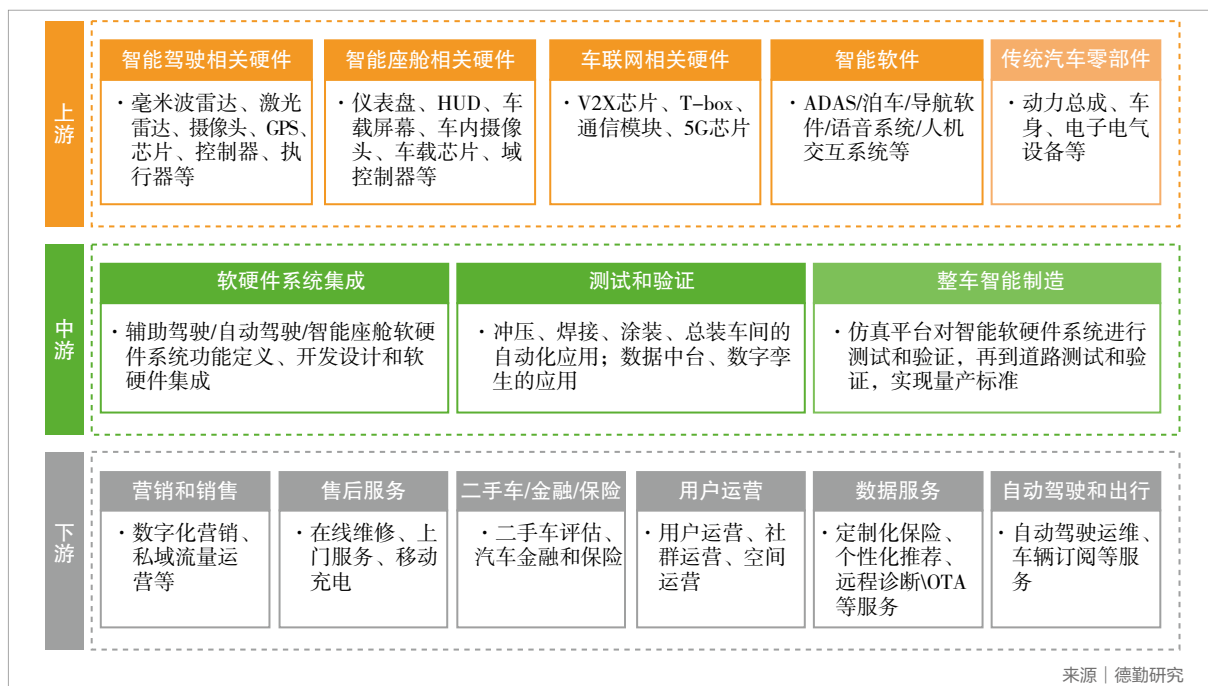 上游
智能驾驶相关硬件
· 毫米波雷达、激光
雷达、摄像头、GPS、
芯片、控制器、执
行器等
智能座舱相关硬件
· 仪表盘、HUD、车
载屏幕、车内摄像
头、车载芯片、域
控制器等
车联网相关硬件
· V2X芯片、T-box、
通信模块、5G芯片
智能软件
· ADAS/泊车/导航软
件/语音系统/人机
交互系统等
传统汽车零部件
· 动力总成、车
身、电子电气
设备等
中游
软硬件系统集成
· 辅助驾驶/自动驾驶/智能座舱软硬
件系统功能定义、开发设计和软
硬件集成
测试和验证
· 冲压、焊接、涂装、总装车间的
自动化应用；数据中台、数字孪
生的应用
整车智能制造
· 仿真平台对智能软硬件系统进行
测试和验证，再到道路测试和验
证，实现量产标准
下游
营销和销售
· 数字化营销、
私域流量运
营等
售后服务
· 在线维修、上
门服务、移动
充电
二手车/金融/保险
· 二手车评估、
汽车金融和保险
用户运营
· 用户运营、社
群运营、空间
运营
数据服务
· 定制化保险、
个性化推荐、
远程诊断\OTA
等服务
自动驾驶和出行
· 自动驾驶运维、
车辆订阅等服
务
来源｜德勤研究